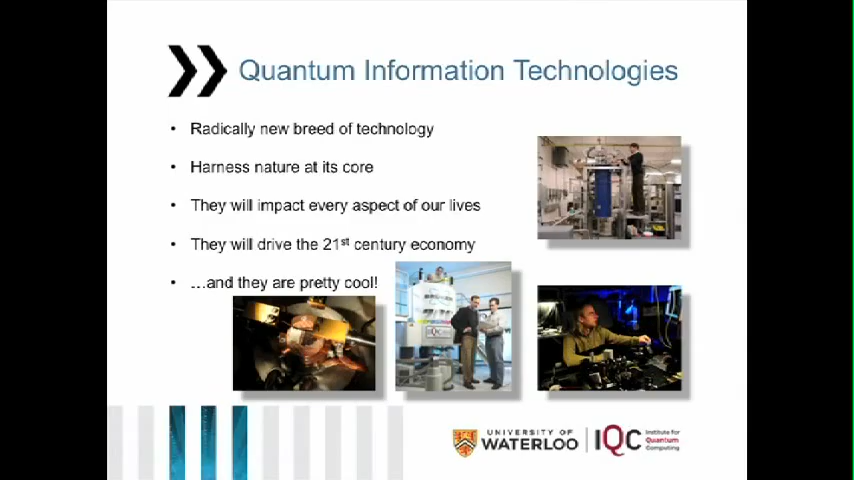 Quantum Information Technologies
• Radically new breed of technology
• Harness nature at its core
• They will impact every aspect of our lives
• They will drive the 21st century economy
• …and they are pretty cool!
IQC
UNIVERSITY OF
WATERLOO
IQC
Institute for
Quantum
Computing